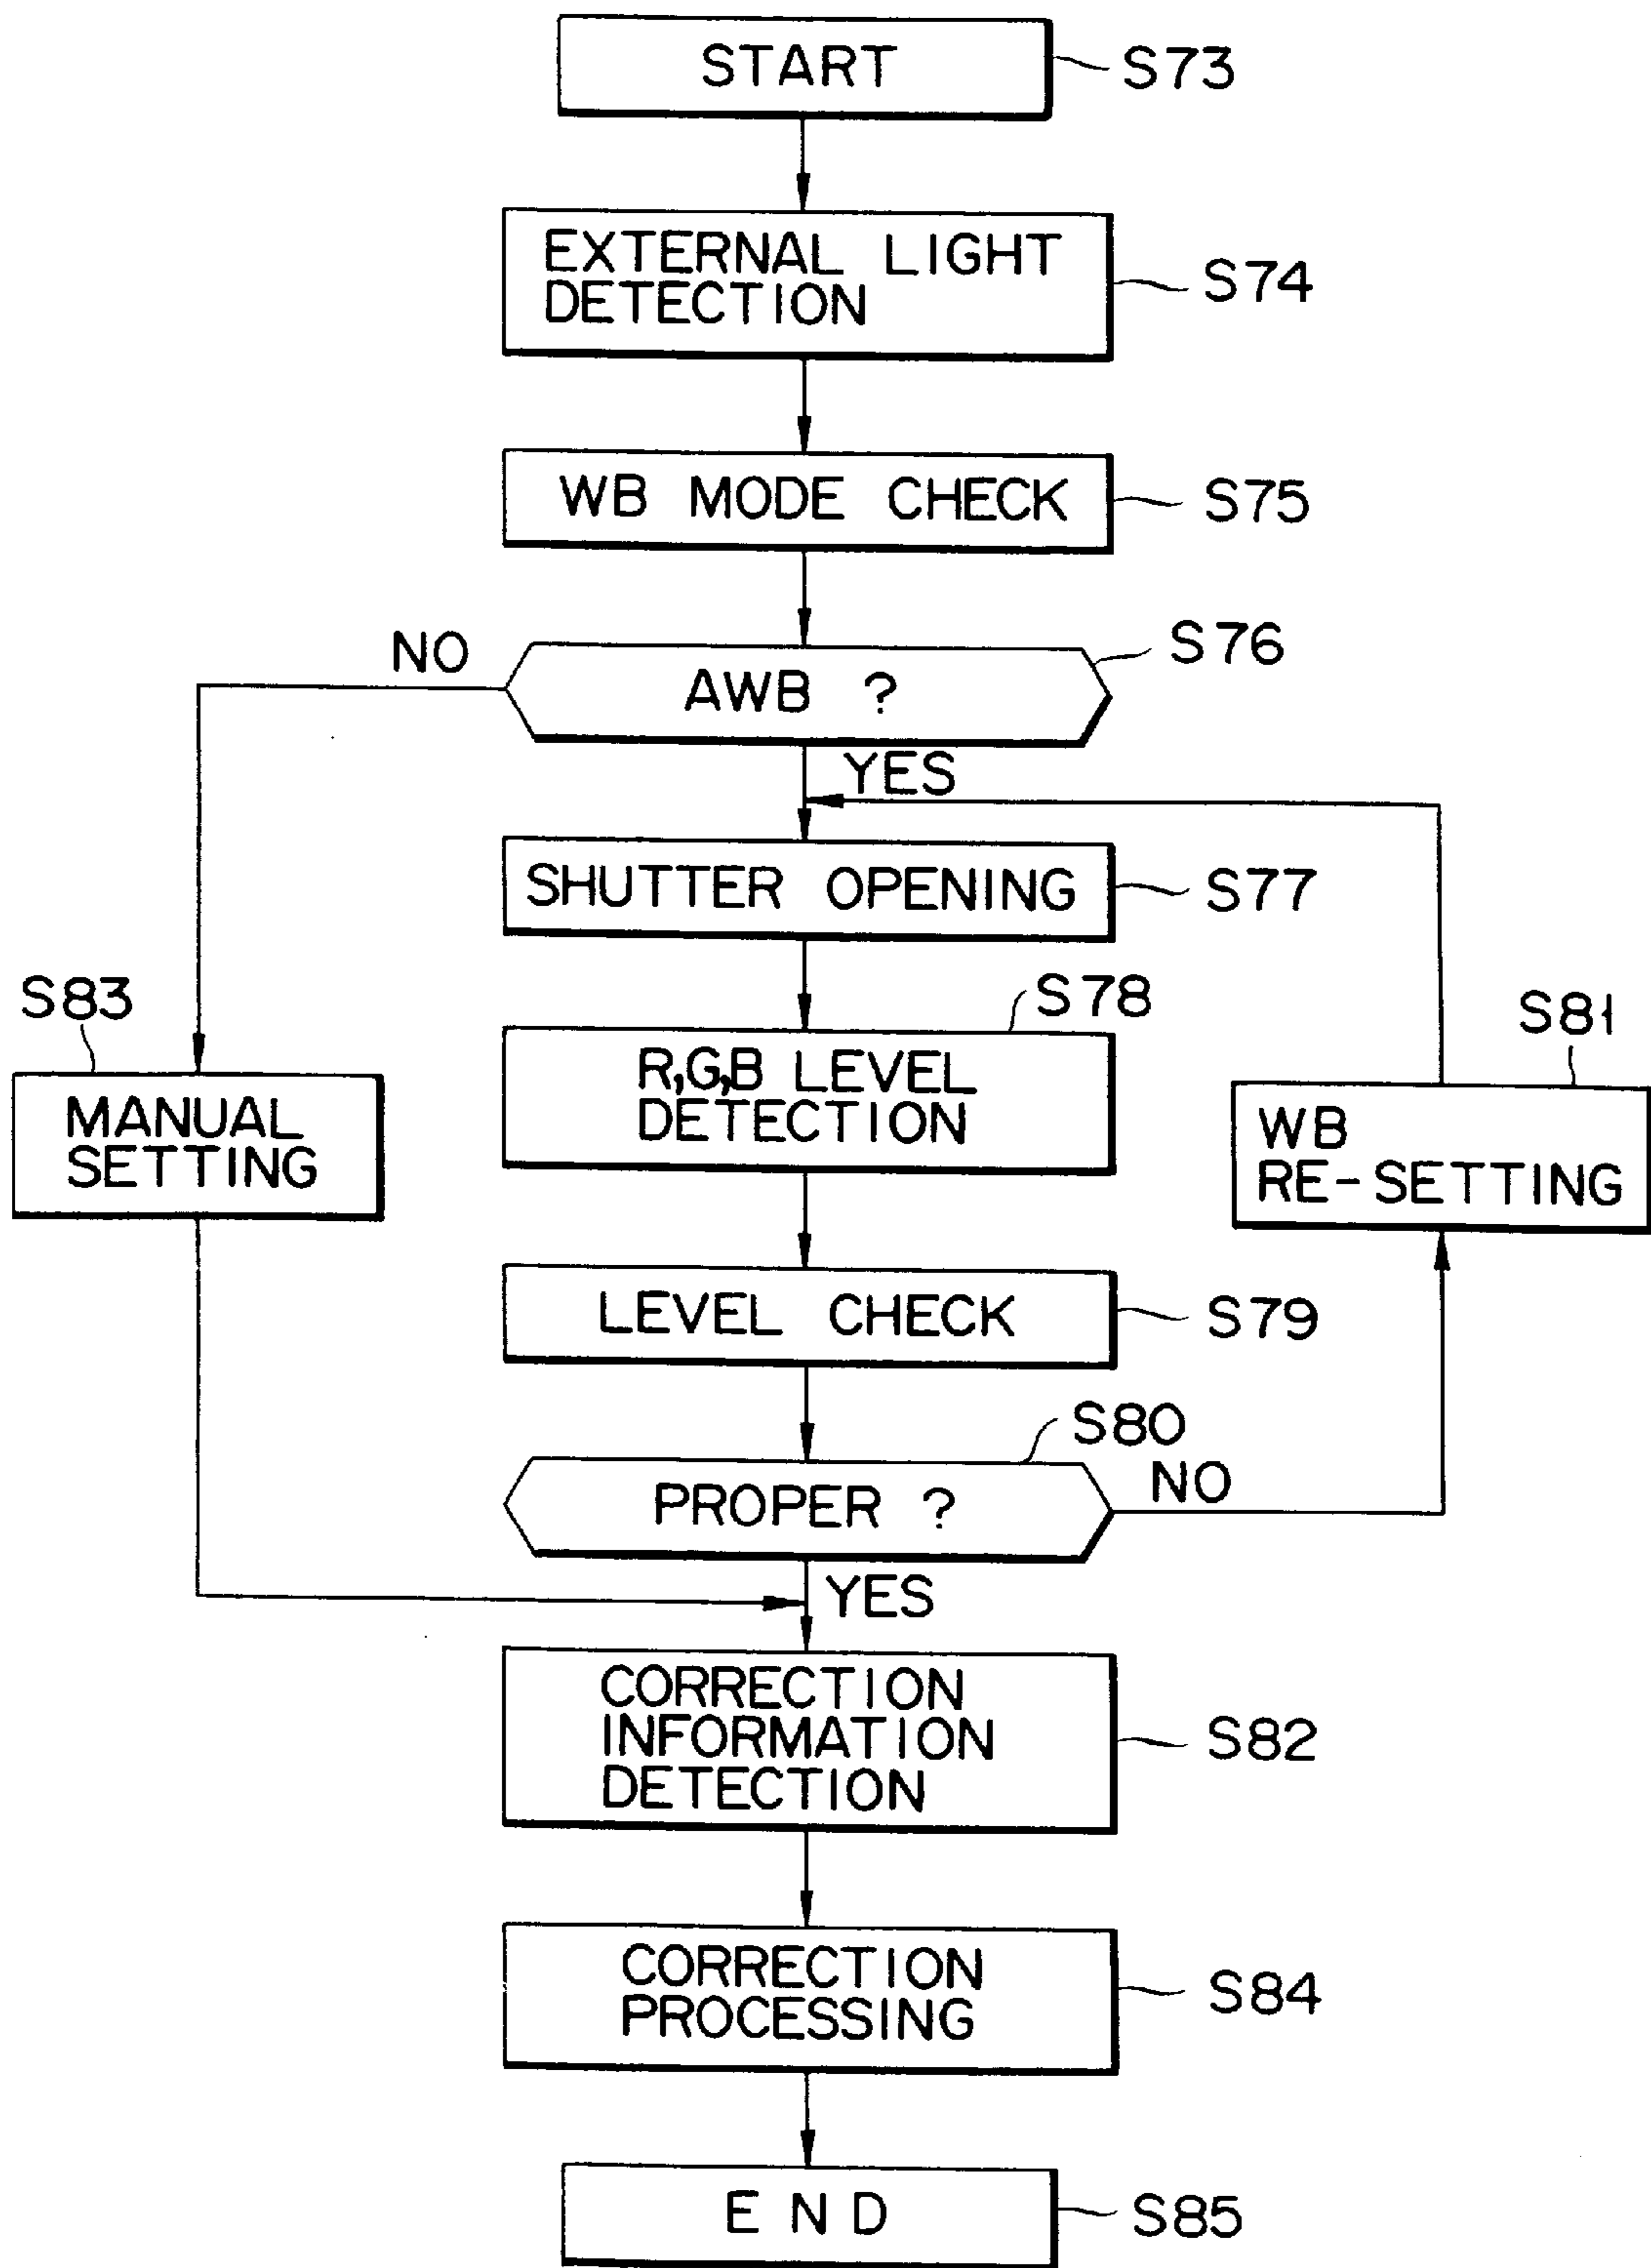 START
S73
EXTERNAL LIGHT
DETECTION
S74
WB MODE CHECK
S75
NO
AWB ?
S76
YES
SHUTTER OPENING
S77
S83
MANUAL
SETTING
S78
R,G,B LEVEL
DETECTION
S81
WB
RE-SETTING
LEVEL CHECK
S79
S80
PROPER ?
NO
YES
CORRECTION
INFORMATION
DETECTION
S82
CORRECTION
PROCESSING
S84
END
S85